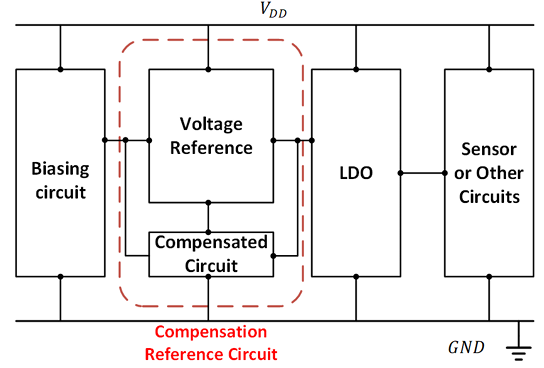 V_DD
Biasing
circuit
Voltage
Reference
Compensated
Circuit
LDO
Sensor
or Other
Circuits
Compensation
Reference Circuit
GND